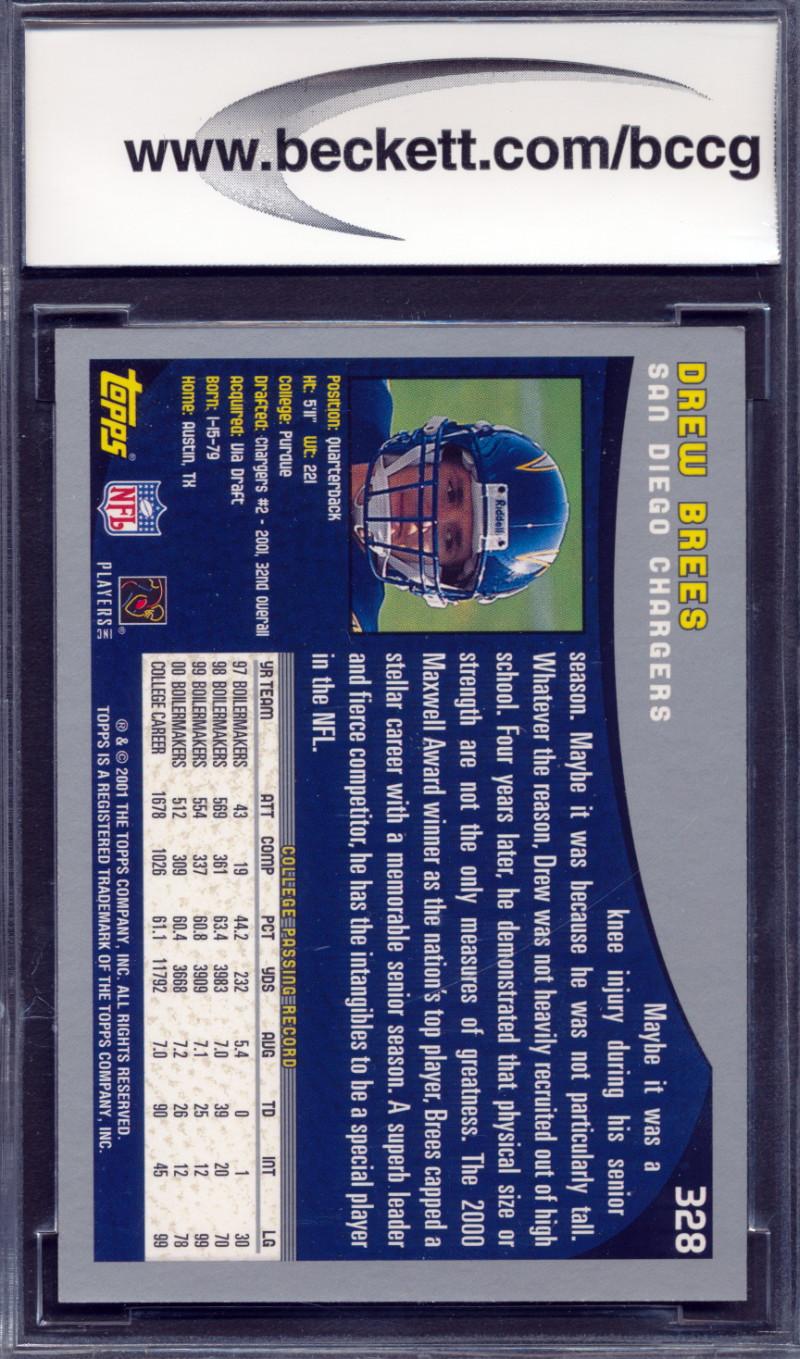 www.beckett.com/bccg
328
DREW BREES
SAN DIEGO CHARGERS
Maybe it was a
knee injury during his senior
season. Maybe it was because he was not particularly tall.
Whatever the reason, Drew was not heavily recruited out of high
school. Four years later, he demonstrated that physical size or
strength are not the only measures of greatness. The 2000
Maxwell Award winner as the nation's top player, Brees capped a
stellar career with a memorable senior season. A superb leader
and fierce competitor, he has the intangibles to be a special player
in the NFL.
Riddell
Position: Quarterback
Ht: 5'11" Wt: 221
College: Purdue
Drafted: Chargers #2 - 2001, 32nd overall
Acquired: Via Draft
Born: 1-15-79
Home: Austin, TX
COLLEGE PASSING RECORD
YR TEAM ATT COMP PCT YDS AVG TD INT LG
97 BOILERMAKERS 43 19 44.2 232 5.4 0 1 30
98 BOILERMAKERS 569 361 63.4 3983 7.0 39 20 70
99 BOILERMAKERS 554 337 60.8 3909 7.1 25 12 99
00 BOILERMAKERS 512 309 60.4 3668 7.2 26 12 78
COLLEGE CAREER 1678 1026 61.1 11792 7.0 90 45 99
topps®
NFL
PLAYERS INC ®
® & © 2001 THE TOPPS COMPANY, INC. ALL RIGHTS RESERVED.
TOPPS IS A REGISTERED TRADEMARK OF THE TOPPS COMPANY, INC.